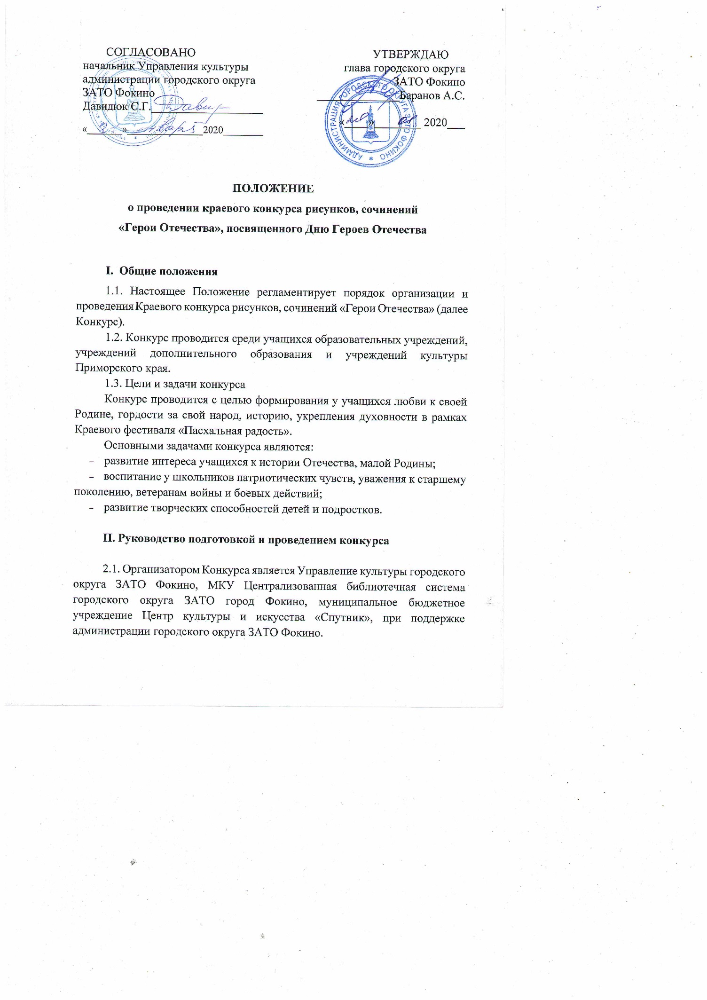 СОГЛАСОВАНО
начальник Управления культуры
администрации городского округа
ЗАТО Фокино
Давидюк С.Г.
«____»  января 2020
УТВЕРЖДАЮ
глава городского округа
ЗАТО Фокино
Баранов А.С.
«____» 01 2020
АДМИНИСТРАЦИЯ ГОРОДСКОГО ОКРУГА ЗАТО ФОКИНО
ПОЛОЖЕНИЕ
о проведении краевого конкурса рисунков, сочинений
«Герои Отечества», посвященного Дню Героев Отечества
I. Общие положения
1.1. Настоящее Положение регламентирует порядок организации и
проведения Краевого конкурса рисунков, сочинений «Герои Отечества» (далее
Конкурс).
1.2. Конкурс проводится среди учащихся образовательных учреждений,
учреждений дополнительного образования и учреждений культуры
Приморского края.
1.3. Цели и задачи конкурса
Конкурс проводится с целью формирования у учащихся любви к своей
Родине, гордости за свой народ, историю, укрепления духовности в рамках
Краевого фестиваля «Пасхальная радость».
Основными задачами конкурса являются:
− развитие интереса учащихся к истории Отечества, малой Родины;
− воспитание у школьников патриотических чувств, уважения к старшему
поколению, ветеранам войны и боевых действий;
− развитие творческих способностей детей и подростков.
II. Руководство подготовкой и проведением конкурса
2.1. Организатором Конкурса является Управление культуры городского
округа ЗАТО Фокино, МКУ Централизованная библиотечная система
городского округа ЗАТО город Фокино, муниципальное бюджетное
учреждение Центр культуры и искусства «Спутник», при поддержке
администрации городского округа ЗАТО Фокино.